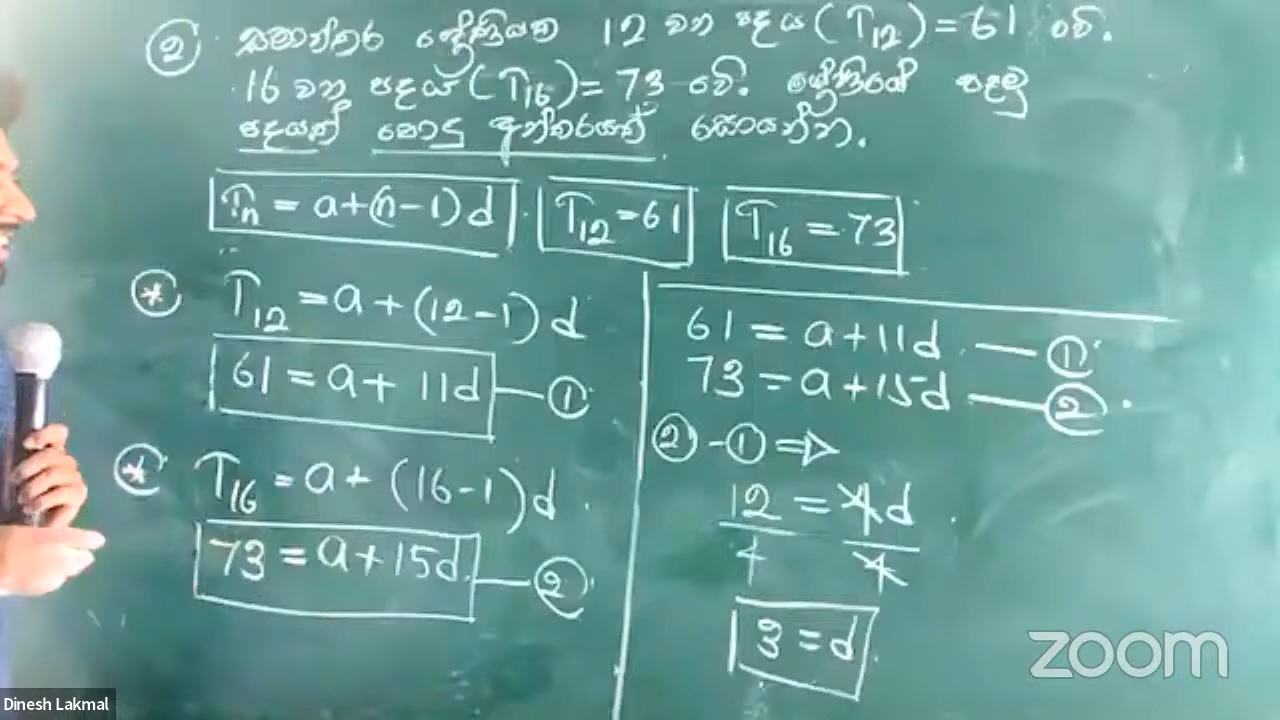 ② සමාන්තර ශ්‍රේණියක 12 වන පදය (T₁₂) = 61 වේ.
16 වන පදය (T₁₆) = 73 වේ. ශ්‍රේණියේ පළමු
පදයත් පොදු අන්තරයත් සොයන්න.
Tₙ = a+(n-1)d T₁₂ = 61 T₁₆ = 73
* T₁₂ = a + (12-1) d
61 = a + 11d — ①
* T₁₆ = a + (16-1) d
73 = a + 15d — ②
61 = a + 11d — ①
73 = a + 15d — ②
② - ① ⇒
12 = 4d
4 4
3 = d
zoom
Dinesh Lakmal